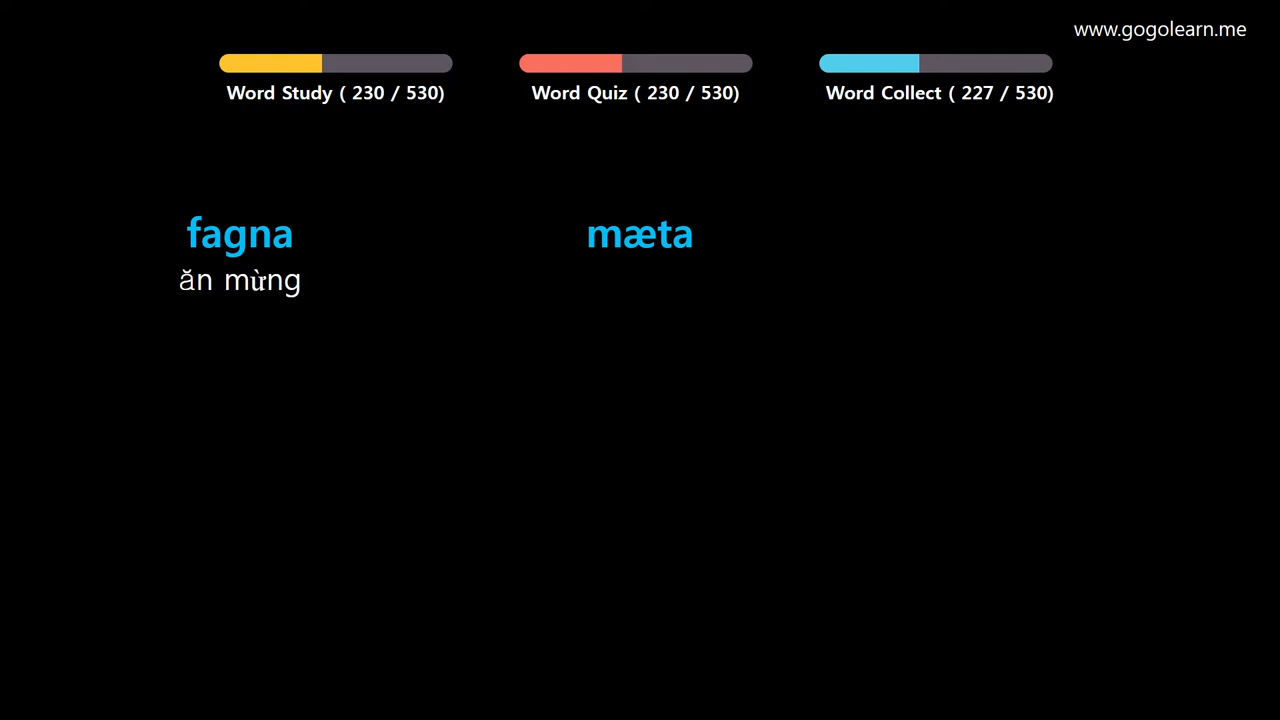 www.gogolearn.me
Word Study ( 230 / 530)
Word Quiz ( 230 / 530)
Word Collect ( 227 / 530)
fagna
mæta
ăn mừng